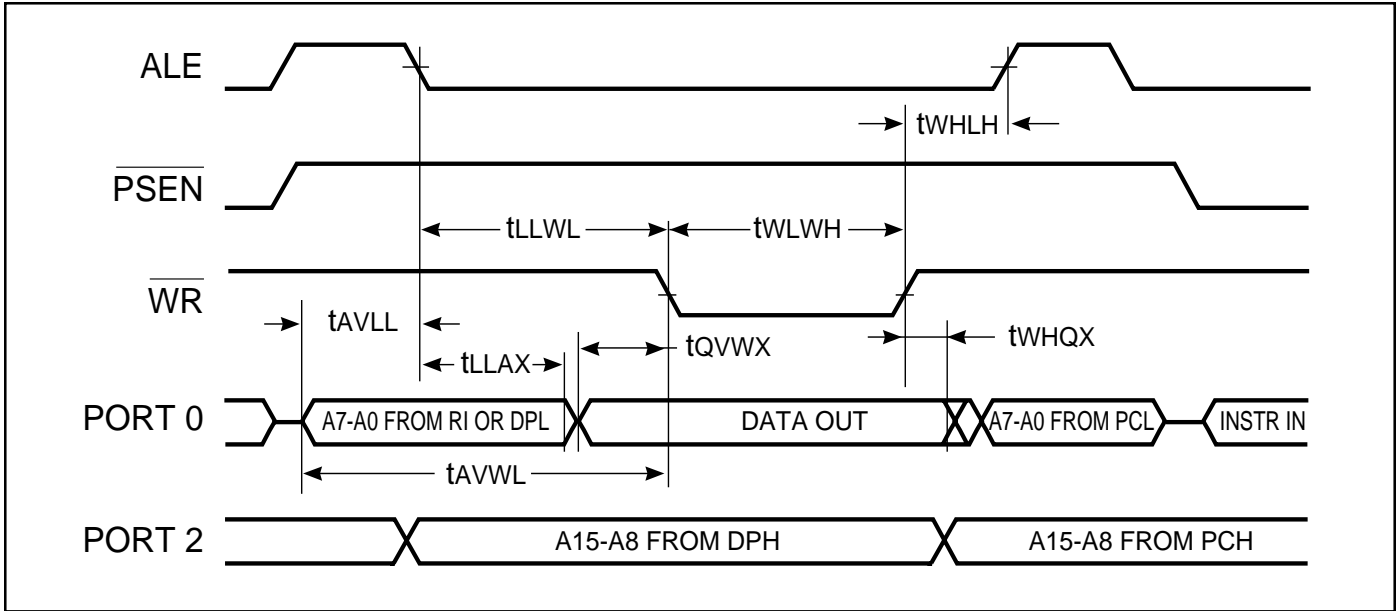 ALE
tWHLH
PSEN
tLLWL
tWLWH
WR
tAVLL
tLLAX
tQVWX
tWHQX
PORT 0
A7-A0 FROM RI OR DPL
DATA OUT
A7-A0 FROM PCL
INSTR IN
tAVWL
PORT 2
A15-A8 FROM DPH
A15-A8 FROM PCH